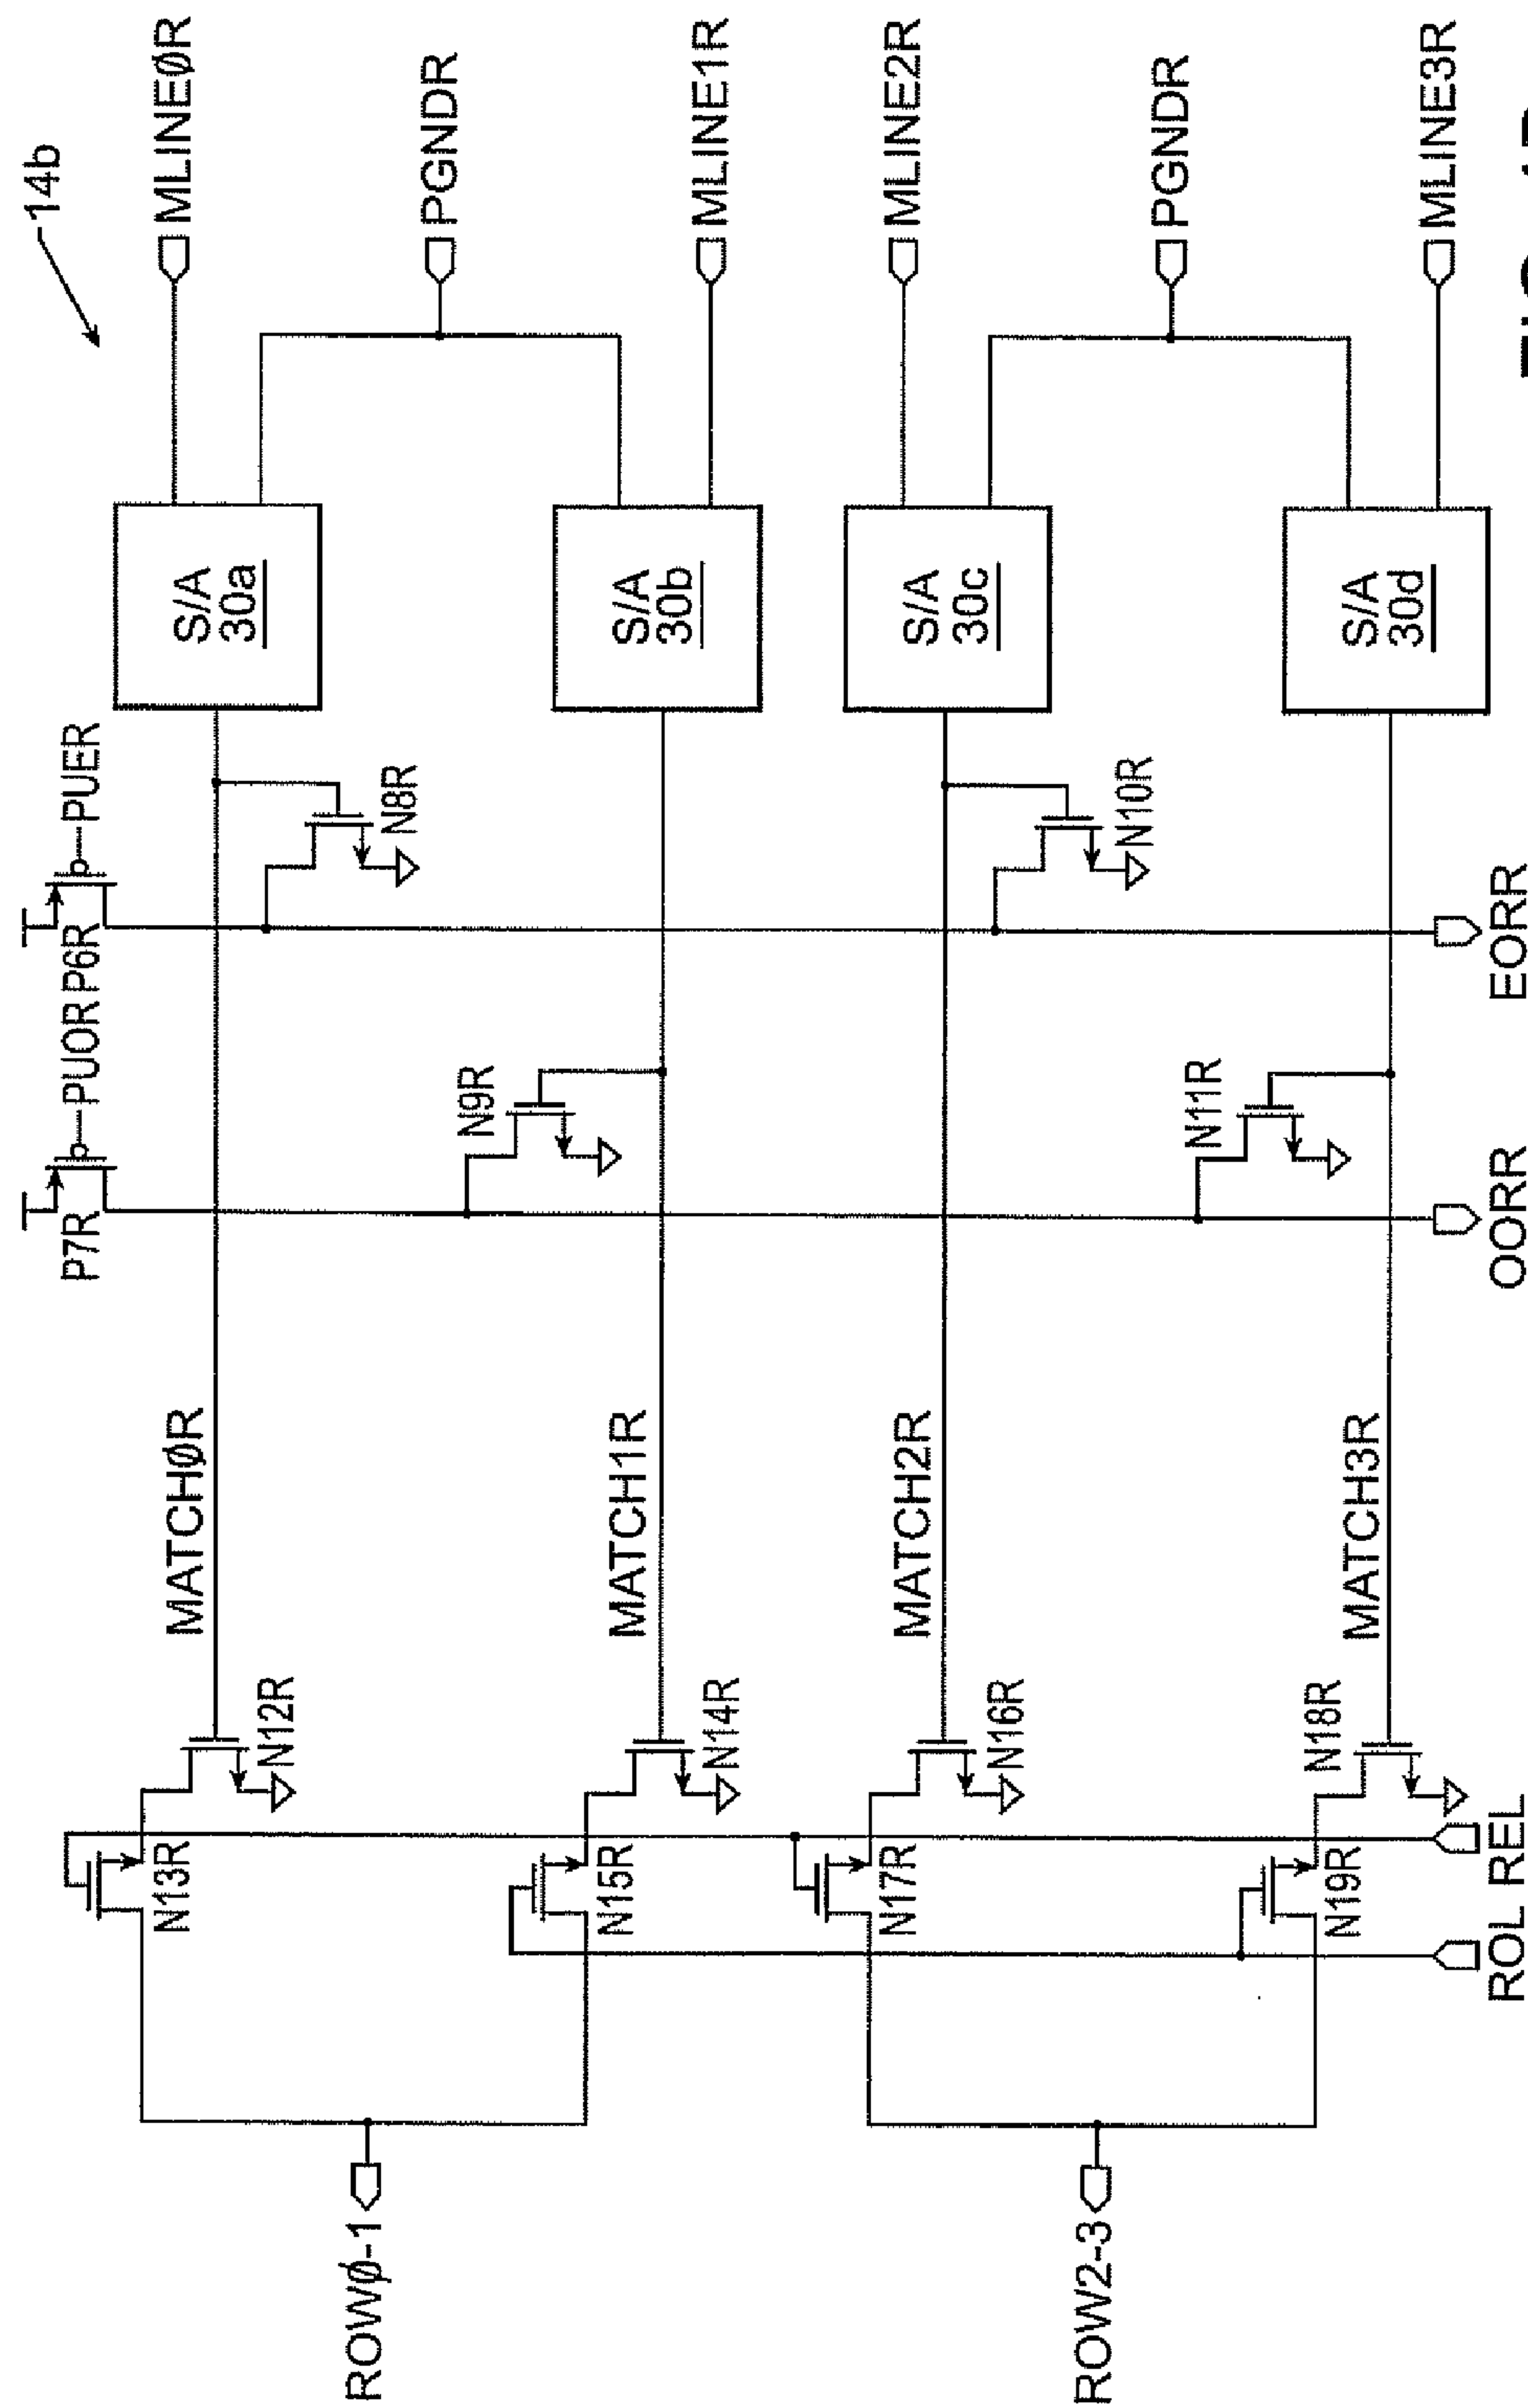 14b
MLINEØR
PGNDR
MLINE1R
MLINE2R
PGNDR
MLINE3R
S/A
30a
S/A
30b
S/A
30c
S/A
30d
PUER
P6R
PUOR
P7R
N8R
N10R
N9R
N11R
EORR
OORR
MATCHØR
MATCH1R
MATCH2R
MATCH3R
N12R
N14R
N16R
N18R
N13R
N15R
N17R
N19R
REL
ROL
ROWØ-1
ROW2-3